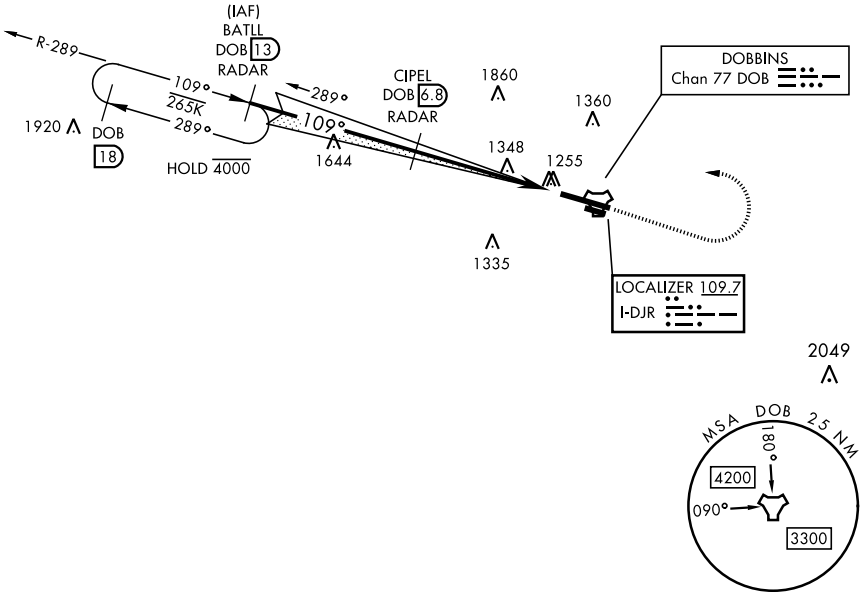 (IAF)
BATLL
DOB 13
RADAR
R-289
109°
265K
289°
DOB
18
1920
HOLD 4000
289°
109°
1644
CIPEL
DOB 6.8
RADAR
1860
1360
1348
1255
1335
DOBBINS
Chan 77 DOB
LOCALIZER 109.7
I-DJR
2049
MSA DOB 25 NM
180°
4200
090°
3300